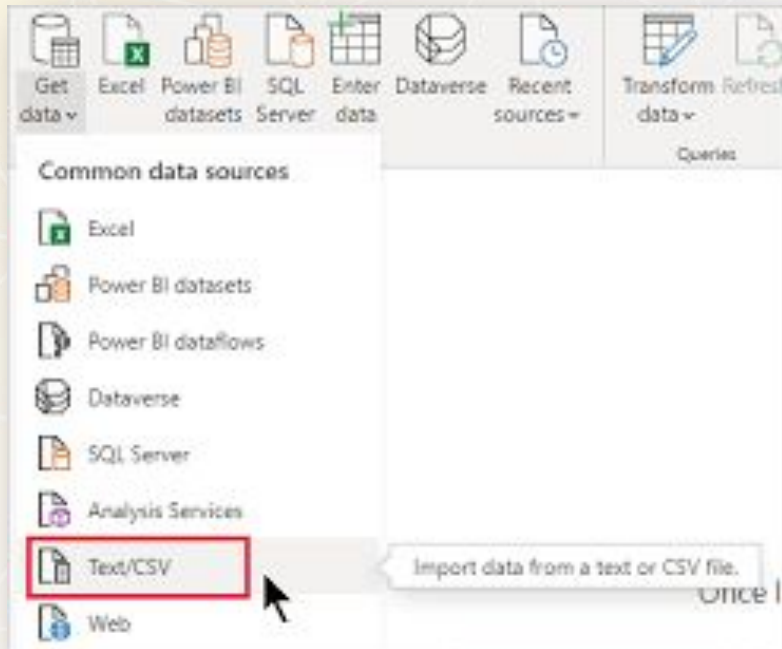 Get Excel Power BI SQL Enter Dataverse Recent Transform Refresh
data datasets Server data sources data
Queries
Common data sources
Excel
Power BI datasets
Power BI dataflows
Dataverse
SQL Server
Analysis Services
Text/CSV
Import data from a text or CSV file.
Once l
Web